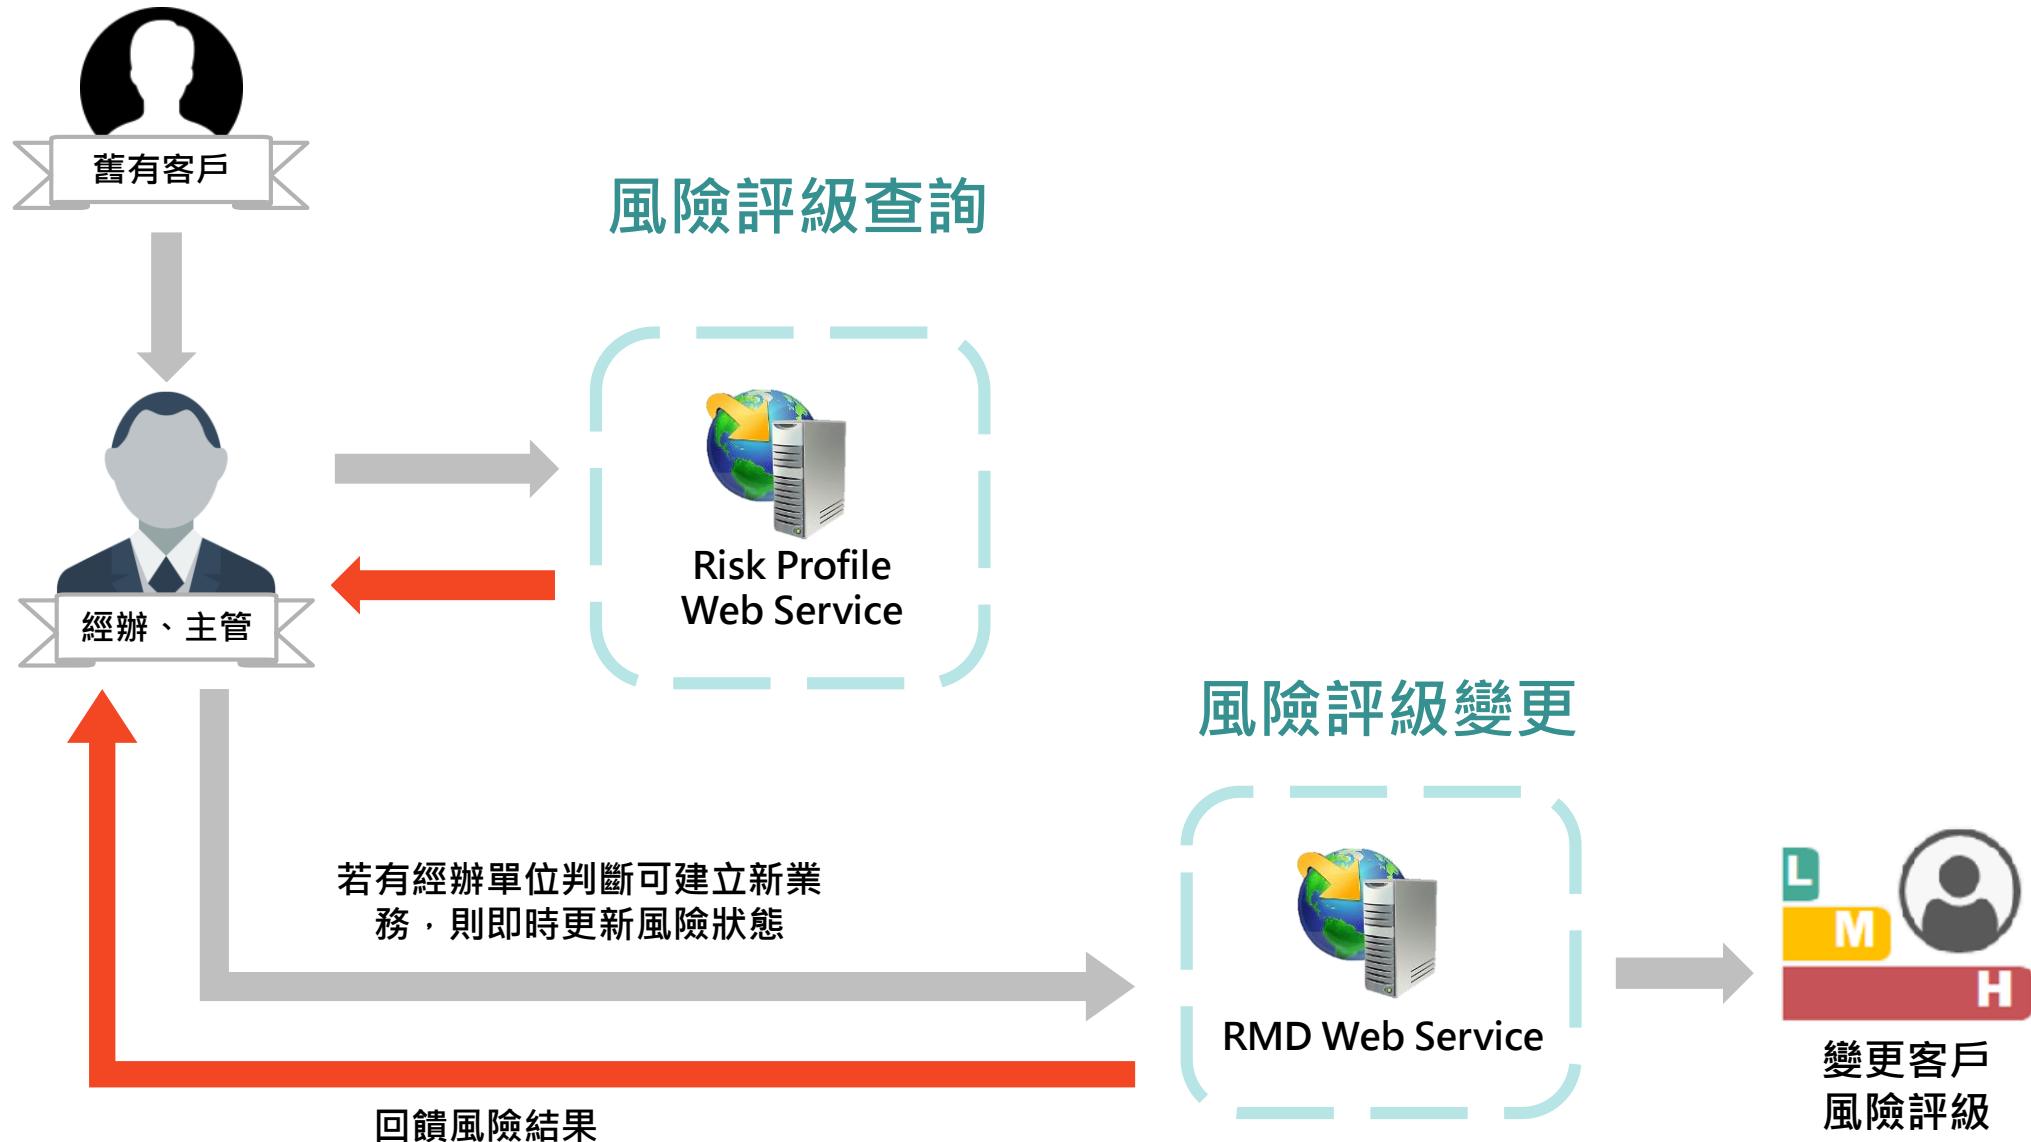 舊有客戶
風險評級查詢
Risk Profile
Web Service
經辦、主管
風險評級變更
若有經辦單位判斷可建立新業
務，則即時更新風險狀態
L
M
H
RMD Web Service
變更客戶
風險評級
回饋風險結果